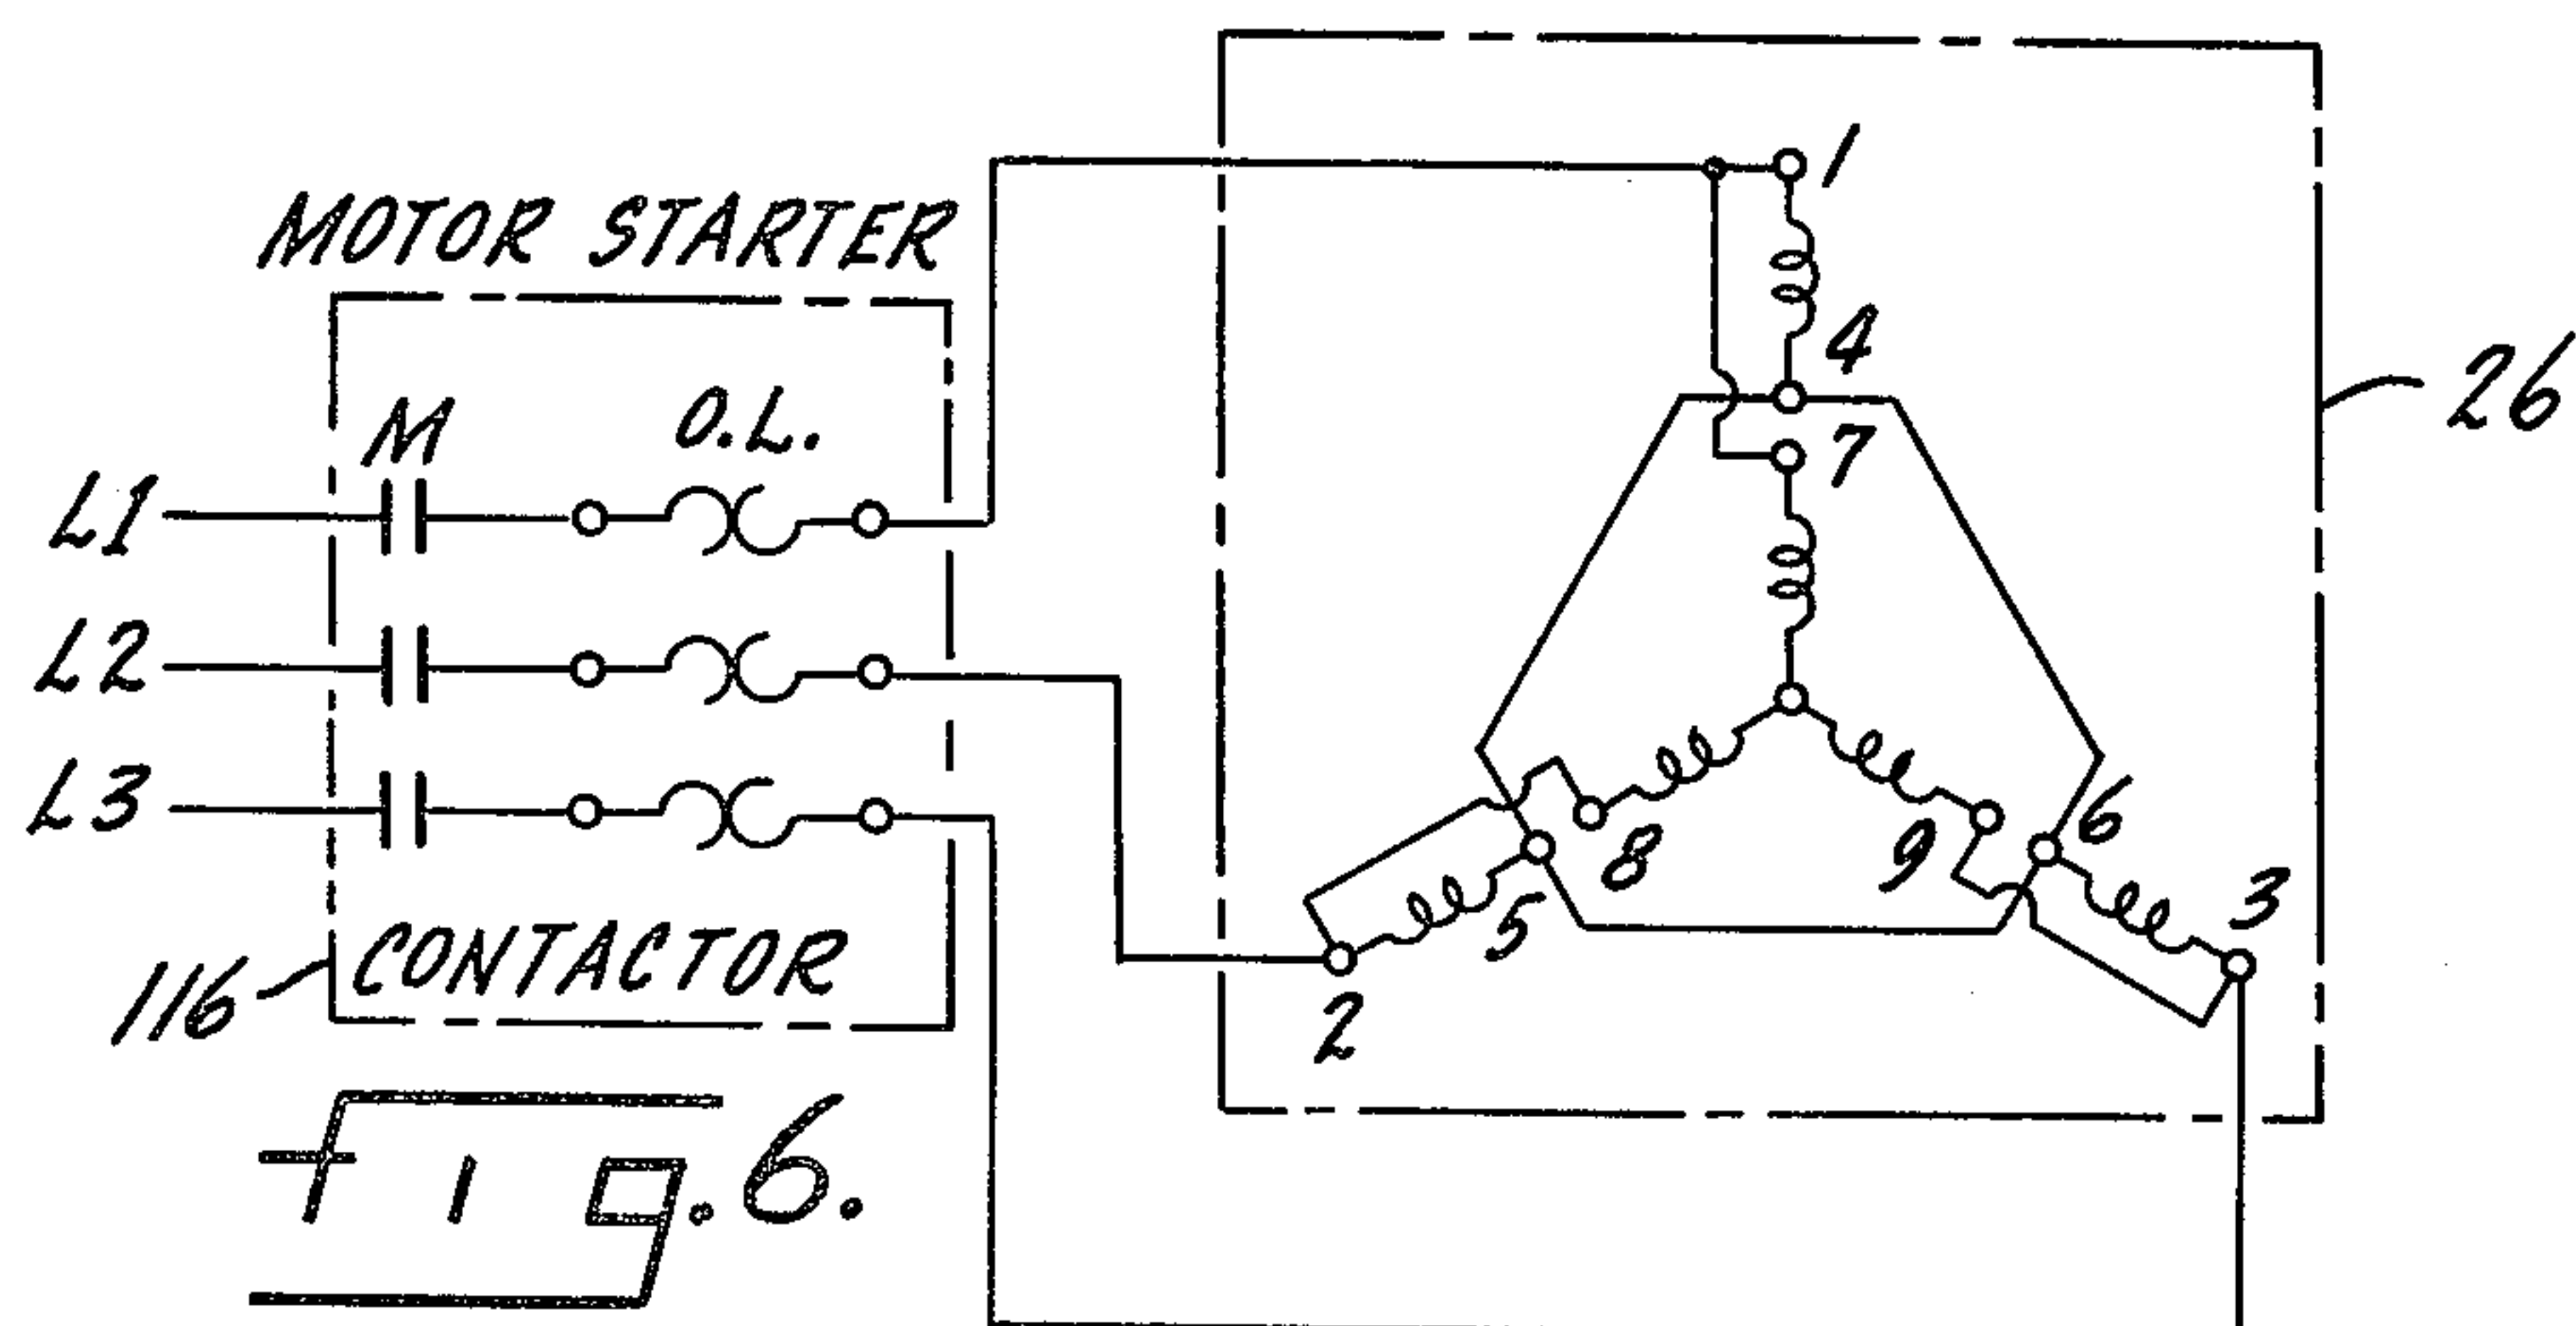 MOTOR STARTER
M
O.L.
L1
L2
L3
CONTACTOR
116
1
4
7
8
9
6
5
3
2
26
Fig. 6.